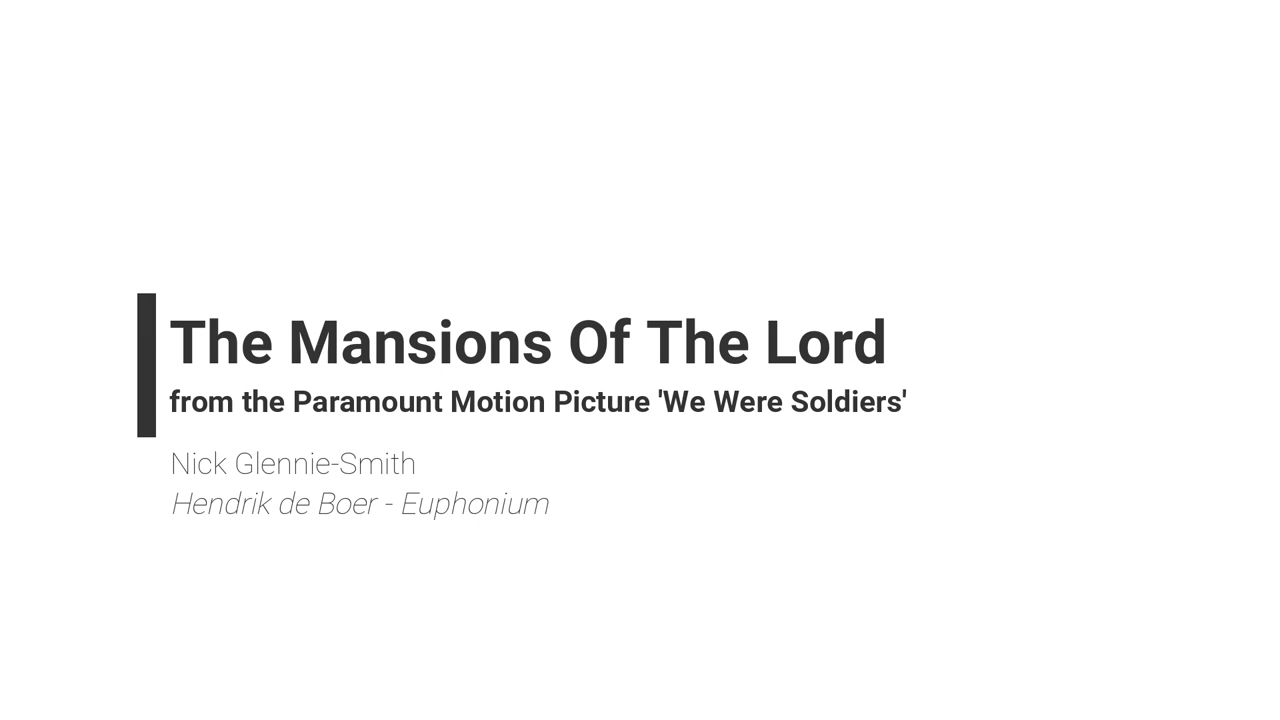 The Mansions Of The Lord
from the Paramount Motion Picture 'We Were Soldiers'
Nick Glennie-Smith
Hendrik de Boer - Euphonium